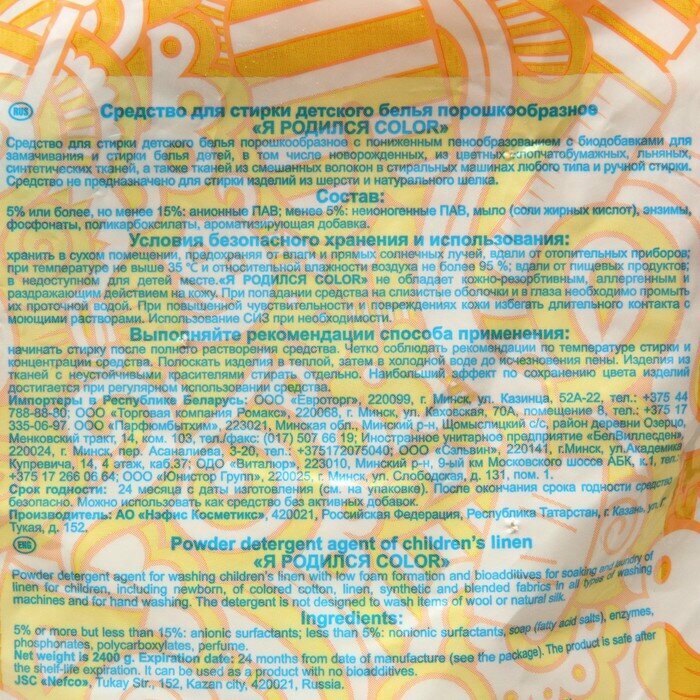 RUS
Средство для стирки детского белья порошкообразное
«Я РОДИЛСЯ COLOR»
Средство для стирки детского белья порошкообразное с пониженным пенообразованием с биодобавками для
замачивания и стирки белья детей, в том числе новорожденных, из цветных хлопчатобумажных, льняных,
синтетических тканей, а также тканей из смешанных волокон в стиральных машинах любого типа и ручной стирки.
Средство не предназначено для стирки изделий из шерсти и натурального шелка.
Состав:
5% или более, но менее 15%: анионные ПАВ; менее 5%: неионогенные ПАВ, мыло (соли жирных кислот), энзимы,
фосфонаты, поликарбоксилаты, ароматизирующая добавка.
Условия безопасного хранения и использования:
хранить в сухом помещении, предохраняя от влаги и прямых солнечных лучей, вдали от отопительных приборов;
при температуре не выше 35 ℃ и относительной влажности воздуха не более 95 %; вдали от пищевых продуктов;
в недоступном для детей месте.«Я РОДИЛСЯ COLOR» не обладает кожно-резорбтивным, аллергенным и
раздражающим действием на кожу. При попадании средства на слизистые оболочки и в глаза необходимо промыть
их проточной водой. При повышенной чувствительности и повреждениях кожи избегать длительного контакта с
моющими растворами. Использование СИЗ при необходимости.
Выполняйте рекомендации способа применения:
начинать стирку после полного растворения средства. Четко соблюдать рекомендации по температуре стирки и
концентрации средства. Полоскать изделия в теплой, затем в холодной воде до исчезновения пены. Изделия из
тканей с неустойчивыми красителями стирать отдельно. Наибольший эффект по сохранению цвета изделий
достигается при регулярном использовании средства.
Импортеры в Республике Беларусь: ООО «Евроторг», 220099, г. Минск, ул. Казинца, 52А-22, тел.: +375 44
788-88-80; ООО «Торговая компания Ромакс», 220068, г. Минск, ул. Каховская, 70А, помещение 8, тел.: +375 17
335-06-97; ООО «Парфюмбытхим», 223021, Минская обл., Минский р-н, Щомыслицкий с/с, район деревни Озерцо,
Менковский тракт, 14, ком. 103, тел./факс: (017) 507 66 19; Иностранное унитарное предприятие «БелВиллесден»,
220024, г. Минск, пер. Асаналиева, 3-20, тел.: +375172075040; ООО «Сэльвин», 220141, г.Минск, ул.Академика
Купревича, 14, 4 этаж, каб.37; ОДО «Виталюр», 223010, Минский р-н, 9-ый км Московского шоссе АБК, к.1, тел.:
+375 17 266 06 64; ООО «Юнистор Групп», 220025, г. Минск, ул. Слободская, д. 131, пом. 1.
Срок годности: 24 месяца с даты изготовления (см. на упаковке). После окончания срока годности средство
безопасно. Можно использовать как средство без активных добавок.
Производитель: АО «Нэфис Косметикс», 420021, Российская Федерация, Республика Татарстан, г. Казань, ул. Г.
Тукая, д. 152.
ENG
Powder detergent agent of children's linen
«Я РОДИЛСЯ COLOR»
Powder detergent agent for washing children's linen with low foam formation and bioadditives for soaking and laundry of
linen for children, including newborn, of colored cotton, linen, synthetic and blended fabrics in all types of washing
machines and for hand washing. The detergent is not designed to wash items of wool or natural silk.
Ingredients:
5% or more but less than 15%: anionic surfactants; less than 5%: nonionic surfactants, soap (fatty acid salts), enzymes,
phosphonates, polycarboxylates, perfume.
Net weight is 2400 g. Expiration date: 24 months from date of manufacture (see the package). The product is safe after
the shelf-life expiration. It can be used as a product with no bioadditives.
JSC «Nefco», Tukay Str., 152, Kazan city, 420021, Russia.